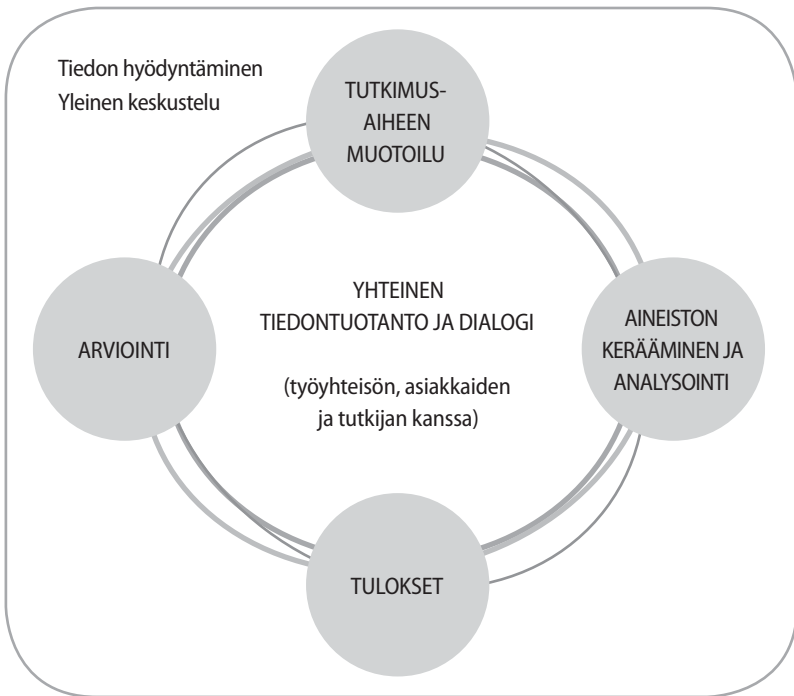 Tiedon hyödyntäminen
Yleinen keskustelu
TUTKIMUS-
AIHEEN
MUOTOILU
YHTEINEN
TIEDONTUOTANTO JA DIALOGI
(työyhteisön, asiakkaiden
ja tutkijan kanssa)
ARVIOINTI
AINEISTON
KERÄÄMINEN JA
ANALYSOINTI
TULOKSET